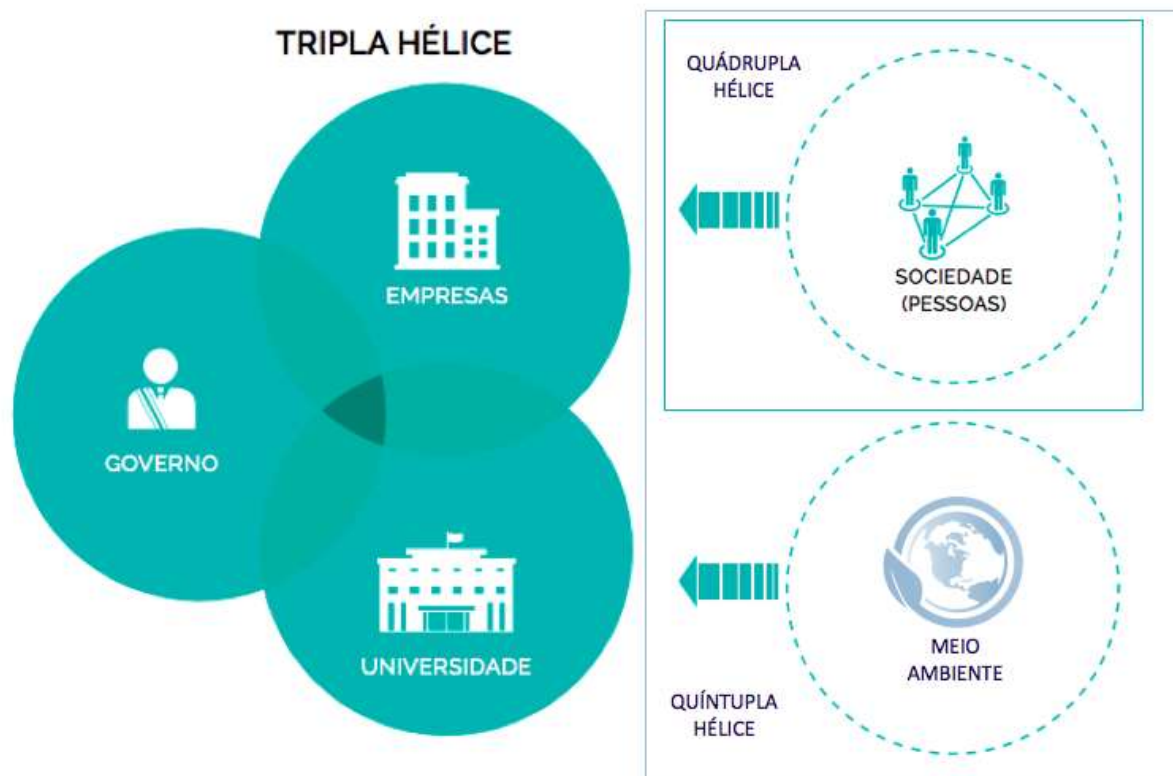 TRIPLA HÉLICE
EMPRESAS
GOVERNO
UNIVERSIDADE
QUÁDRUPLA
HÉLICE
SOCIEDADE
(PESSOAS)
MEIO
AMBIENTE
QUÍNTUPLA
HÉLICE